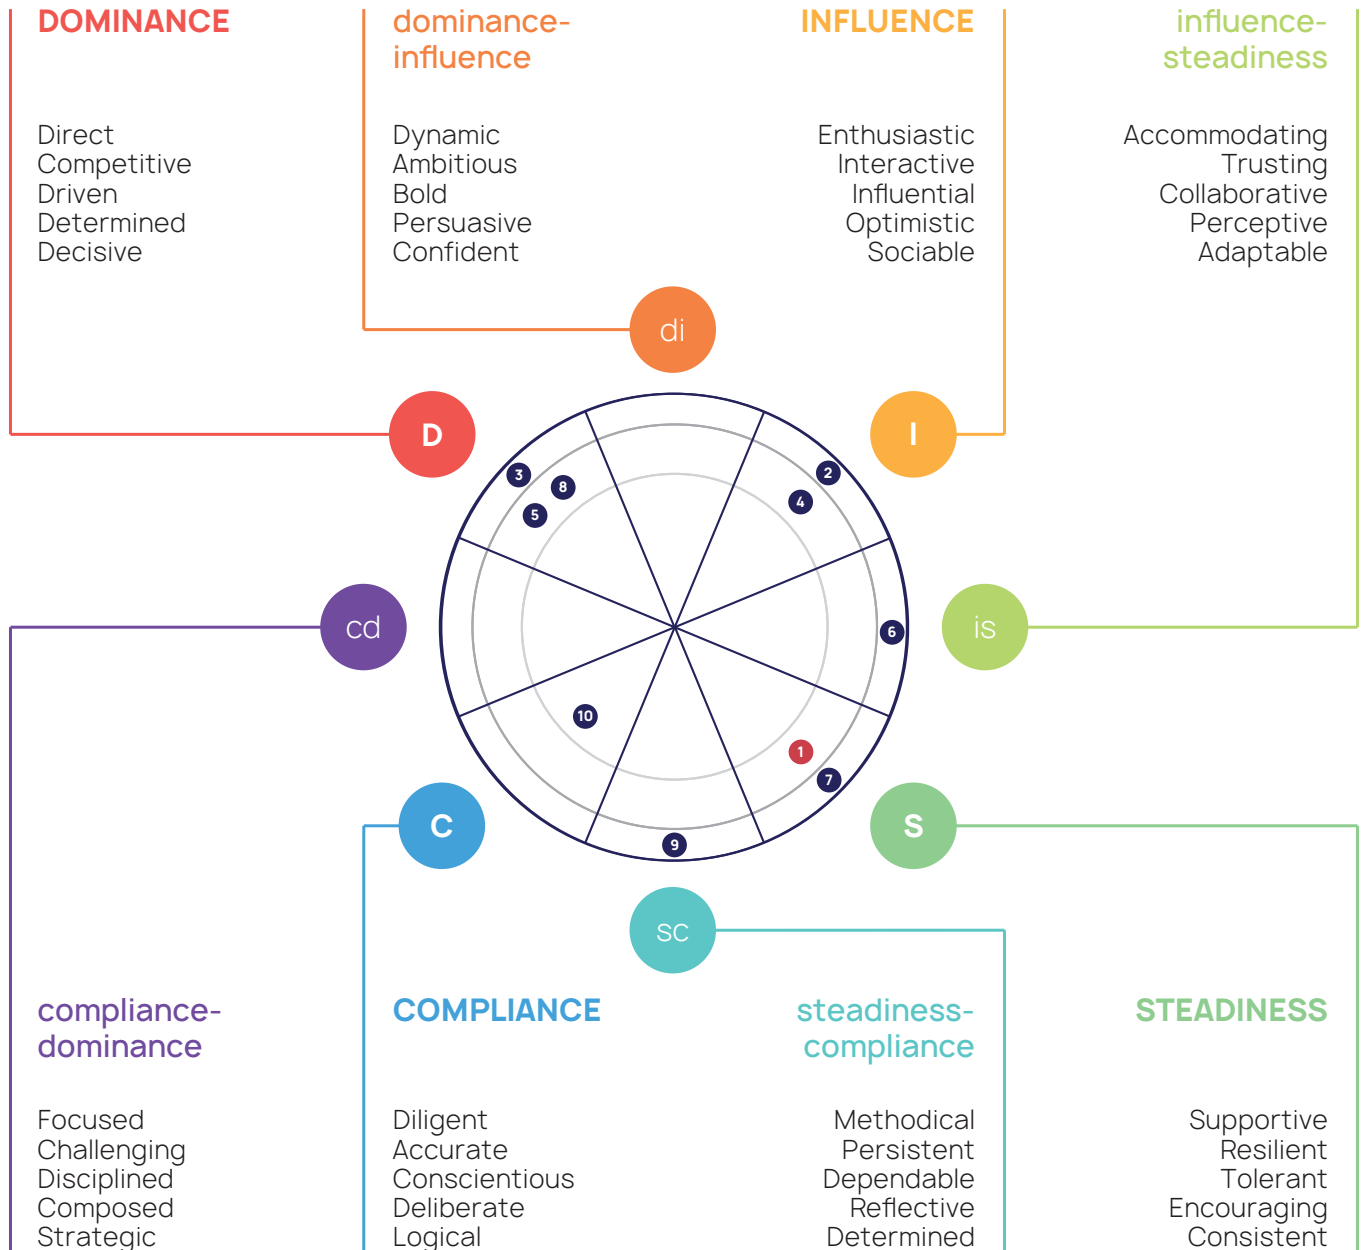 DOMINANCE
Direct
Competitive
Driven
Determined
Decisive
dominance-
influence
Dynamic
Ambitious
Bold
Persuasive
Confident
INFLUENCE
Enthusiastic
Interactive
Influential
Optimistic
Sociable
influence-
steadiness
Accommodating
Trusting
Collaborative
Perceptive
Adaptable
di
D
I
3
8
5
2
4
cd
6
is
10
1
7
9
C
S
sc
compliance-
dominance
Focused
Challenging
Disciplined
Composed
Strategic
COMPLIANCE
Diligent
Accurate
Conscientious
Deliberate
Logical
steadiness-
compliance
Methodical
Persistent
Dependable
Reflective
Determined
STEADINESS
Supportive
Resilient
Tolerant
Encouraging
Consistent